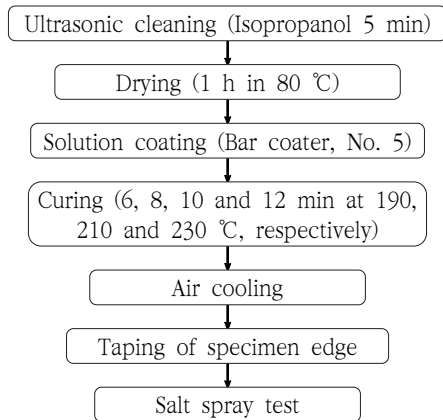 Ultrasonic cleaning (Isopropanol 5 min)
Drying (1 h in 80 ℃)
Solution coating (Bar coater, No. 5)
Curing (6, 8, 10 and 12 min at 190,
210 and 230 ℃, respectively)
Air cooling
Taping of specimen edge
Salt spray test